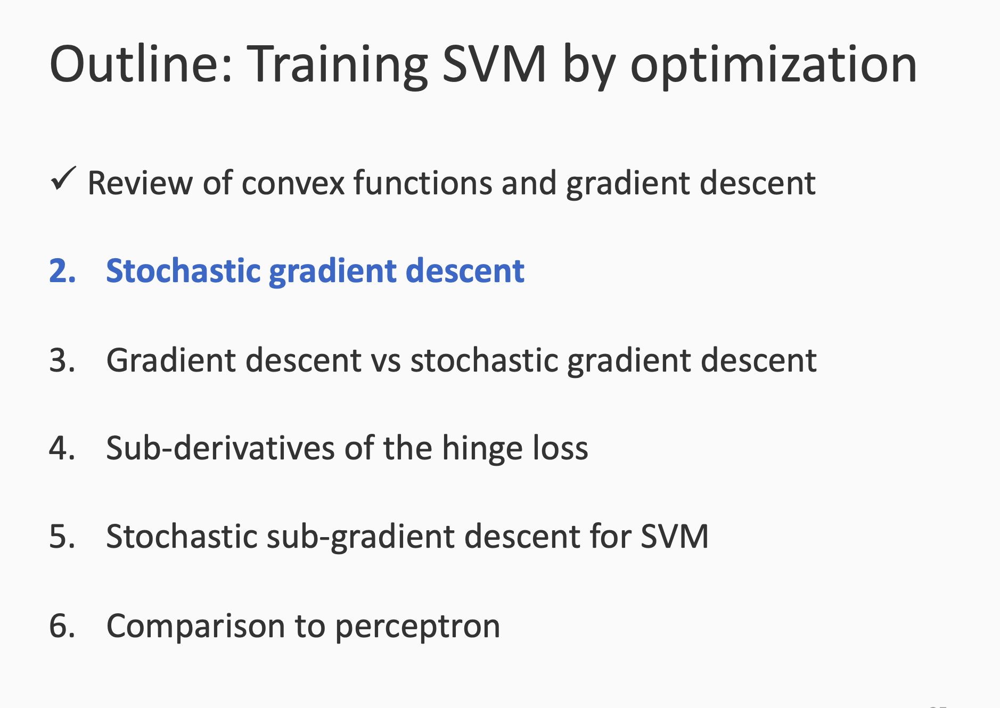 Outline: Training SVM by optimization
✓ Review of convex functions and gradient descent
2. Stochastic gradient descent
3. Gradient descent vs stochastic gradient descent
4. Sub-derivatives of the hinge loss
5. Stochastic sub-gradient descent for SVM
6. Comparison to perceptron